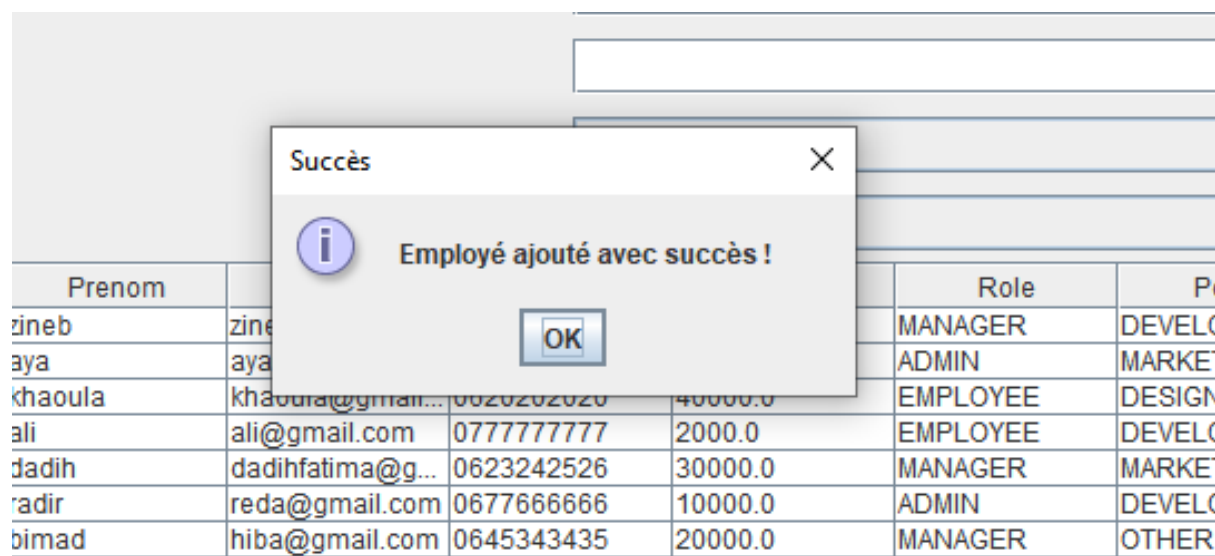 Succès
Employé ajouté avec succès !
OK
Prenom Role
zineb MANAGER
aya ADMIN
khaoula 40000.0 EMPLOYEE
ali ali@gmail.com 0777777777 2000.0 EMPLOYEE
dadih dadihfatima@g... 0623242526 30000.0 MANAGER
radir reda@gmail.com 0677666666 10000.0 ADMIN
bimad hiba@gmail.com 0645343435 20000.0 MANAGER OTHER